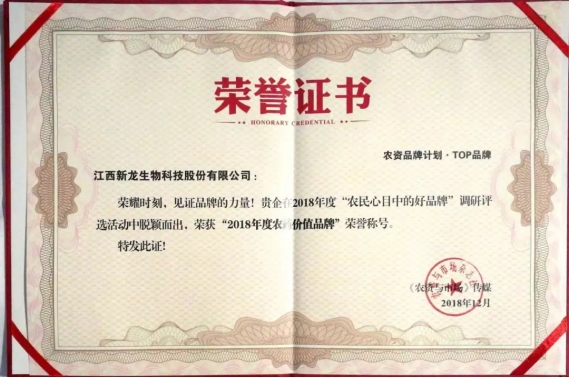 荣誉证书
HONORARY CREDENTIAL
农资品牌计划·TOP品牌
江西新龙生物科技股份有限公司：
荣耀时刻，见证品牌的力量！贵企在2018年度“农民心目中的好品牌”调研评
选活动中脱颖而出，荣获“2018年度农药价值品牌”荣誉称号。
特发此证！
《农资与市场》传媒
2018年12月